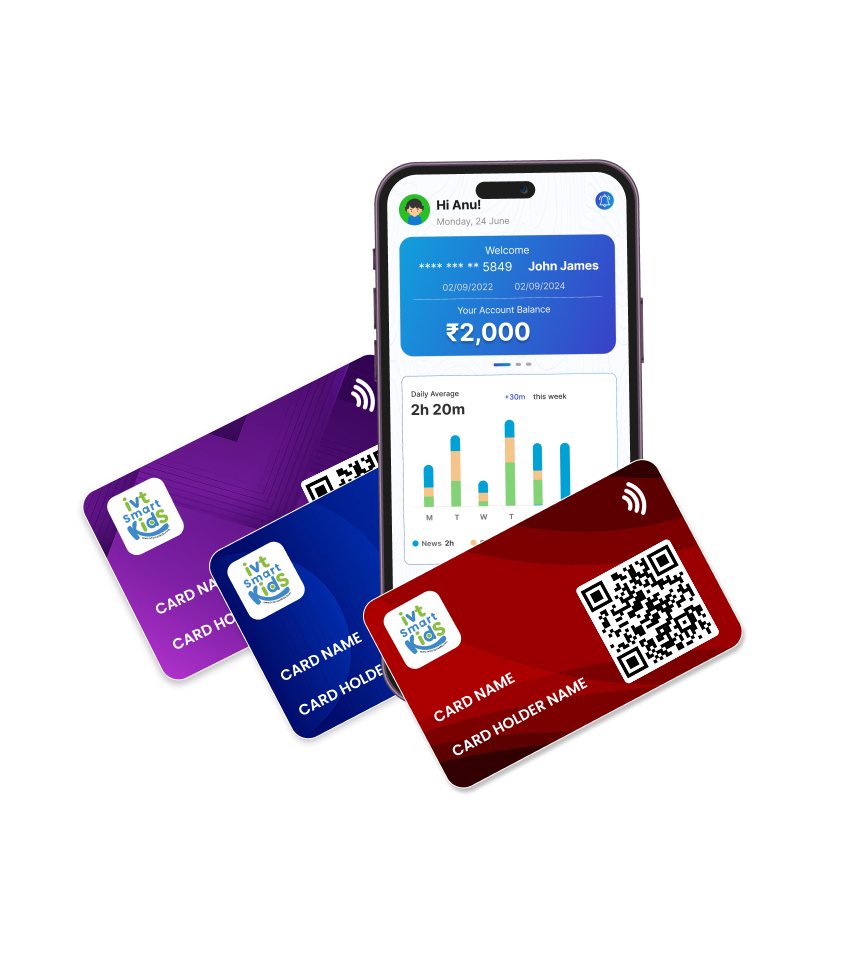 Hi Anu!
Monday, 24 June
Welcome
**** *** ** 5849 John James
02/09/2022 02/09/2024
Your Account Balance
₹2,000
Daily Average
2h 20m
+30m this week
M T W T
News 2h
ivt
smart
KidS
CARD NA
CARD HO
ivt
smart
KidS
CARD NAME
CARD HOLDE
ivt
smart
KidS
CARD NAME
CARD HOLDER NAME